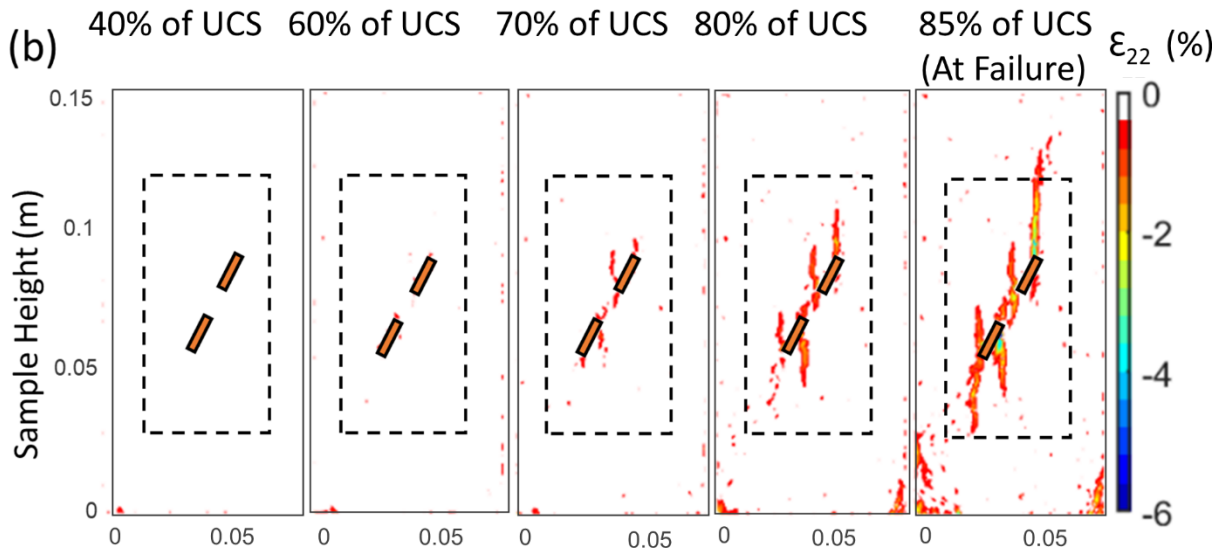 (b)
40% of UCS
60% of UCS
70% of UCS
80% of UCS
85% of UCS
(At Failure)
Ɛ22 (%)
Sample Height (m)
0.15
0.1
0.05
0
0
0.05
0
0.05
0
0.05
0
0.05
0
0.05
0
-2
-4
-6